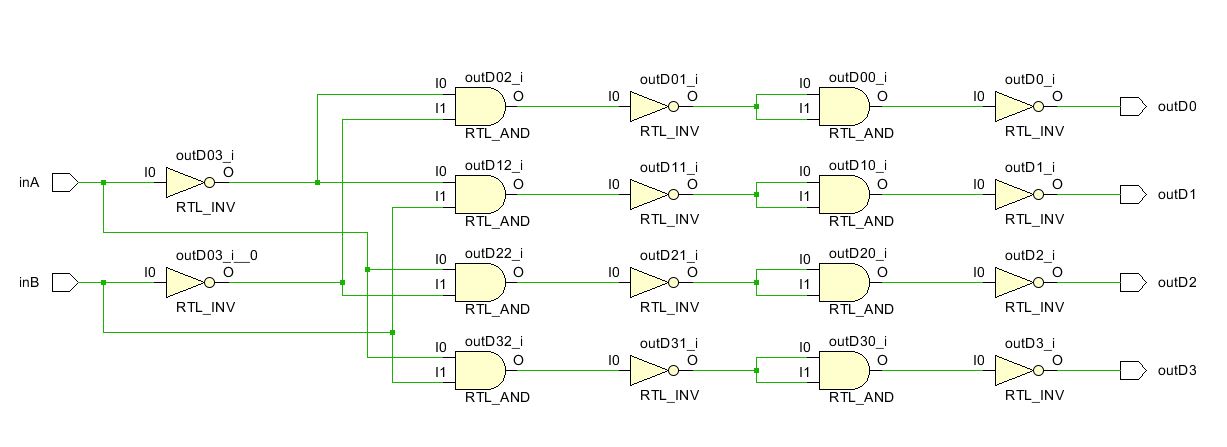 outD02_i
outD01_i
outD00_i
outD0_i
I0
O
I0
O
I0
O
I0
O
I1
I1
outD0
RTL_AND
RTL_INV
RTL_AND
RTL_INV
outD03_i
outD12_i
outD11_i
outD10_i
outD1_i
inA
I0
O
I0
O
I0
O
I0
O
I0
O
I1
I1
outD1
RTL_INV
RTL_AND
RTL_INV
RTL_AND
RTL_INV
outD03_i__0
outD22_i
outD21_i
outD20_i
outD2_i
inB
I0
O
I0
O
I0
O
I0
O
I0
O
I1
I1
outD2
RTL_INV
RTL_AND
RTL_INV
RTL_AND
RTL_INV
outD32_i
outD31_i
outD30_i
outD3_i
I0
O
I0
O
I0
O
I0
O
I1
I1
outD3
RTL_AND
RTL_INV
RTL_AND
RTL_INV